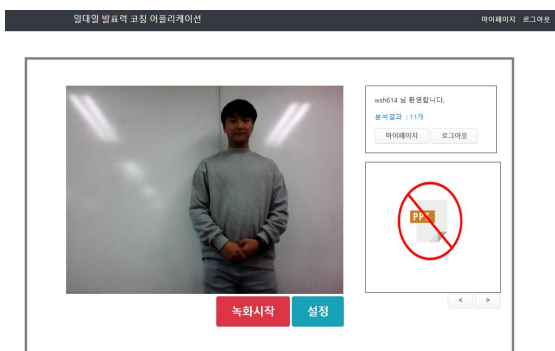 일대일 발표력 코칭 어플리케이션
마이페이지 로그아웃
wsh614 님 환영합니다.
분석결과 : 11개
마이페이지 로그아웃
PPT
녹화시작 설정
< >